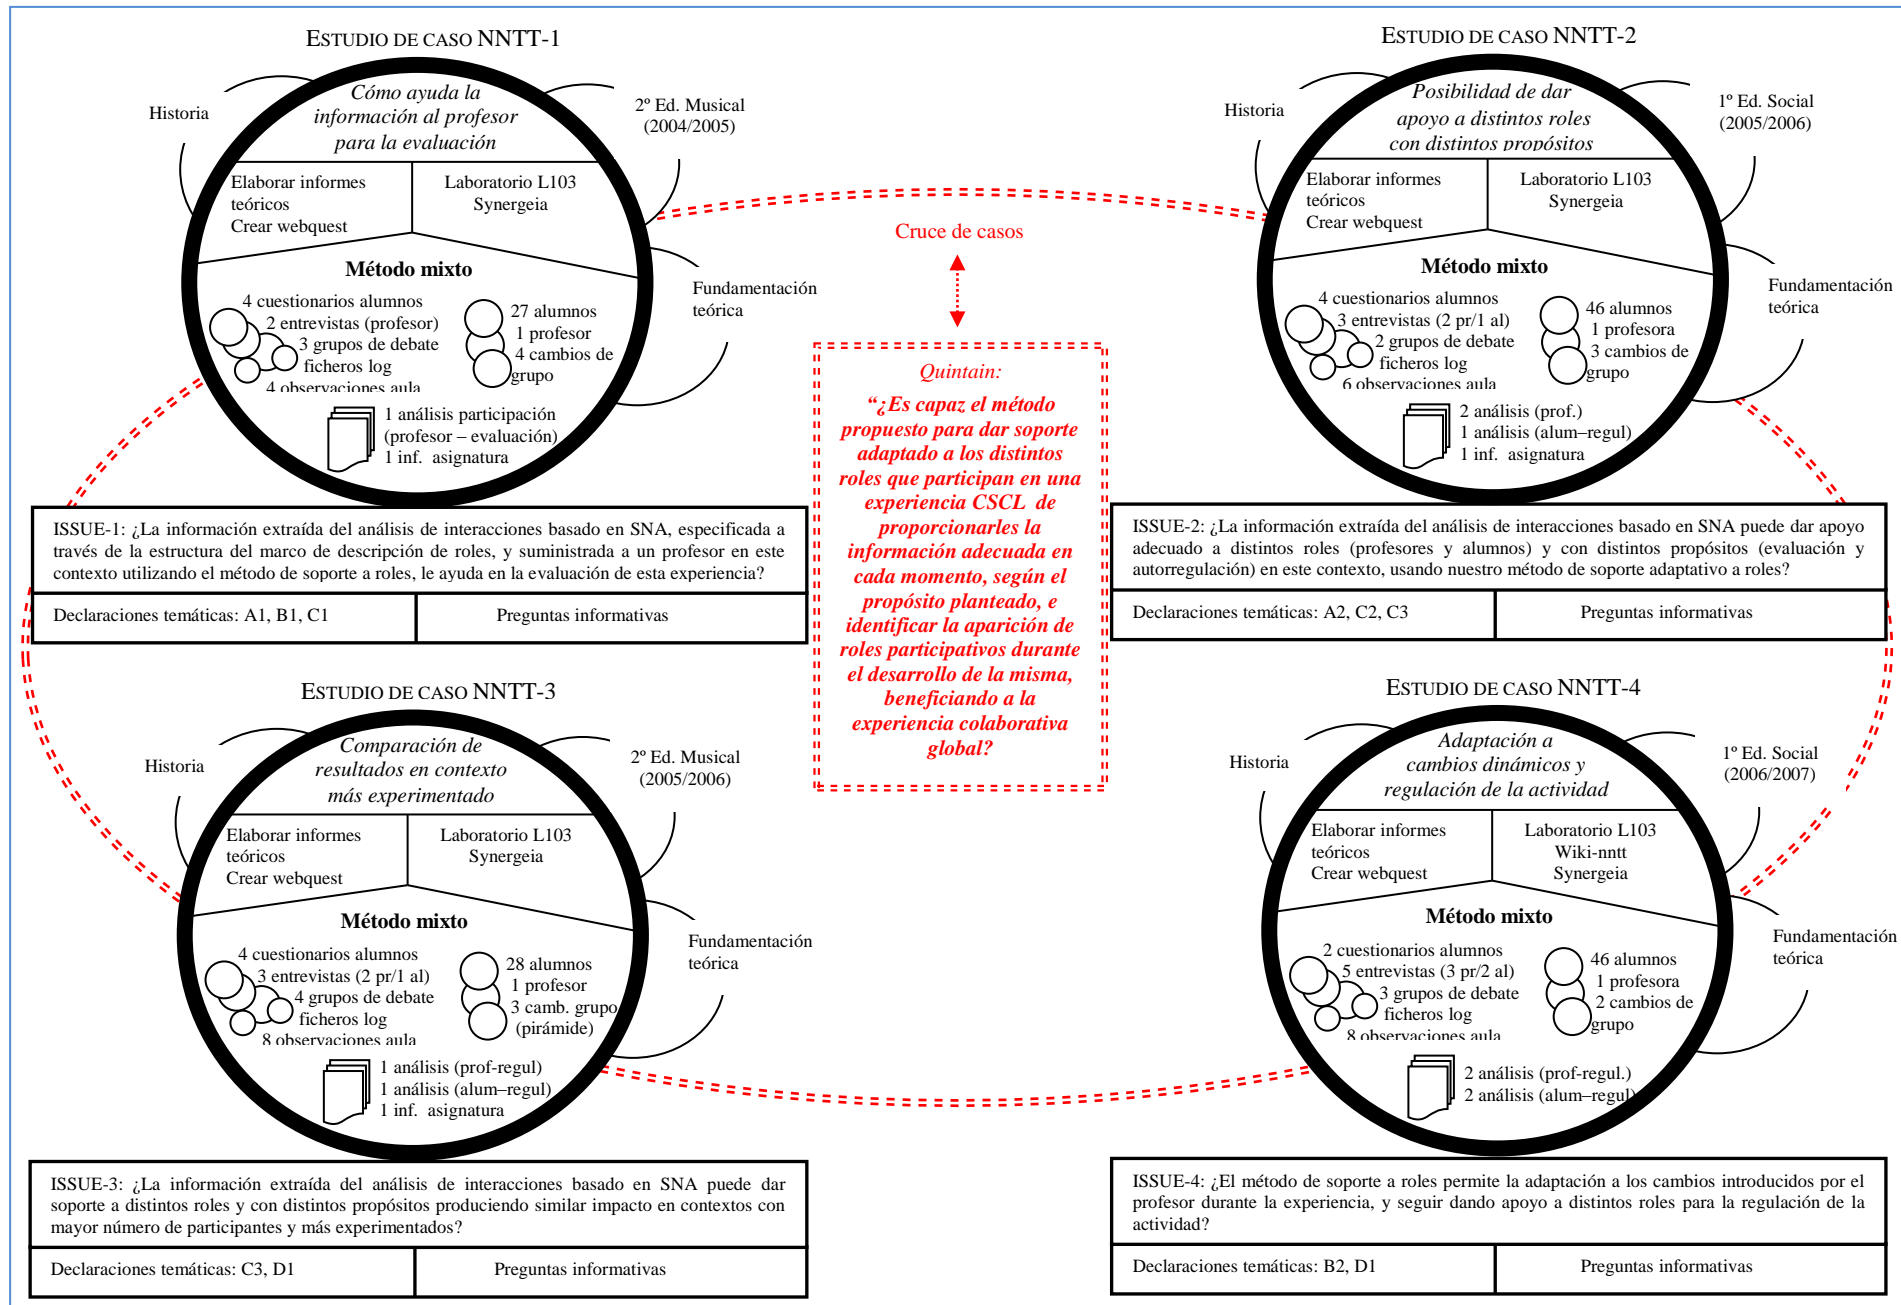 ESTUDIO DE CASO NNTT-1
Historia
Cómo ayuda la
información al profesor
para la evaluación
2º Ed. Musical
(2004/2005)
Elaborar informes
teóricos
Crear webquest
Laboratorio L103
Synergeia
Fundamentación
teórica
Método mixto
4 cuestionarios alumnos
2 entrevistas (profesor)
3 grupos de debate
ficheros log
4 observaciones aula
27 alumnos
1 profesor
4 cambios de
grupo
1 análisis participación
(profesor – evaluación)
1 inf. asignatura
ISSUE-1: ¿La información extraída del análisis de interacciones basado en SNA, especificada a
través de la estructura del marco de descripción de roles, y suministrada a un profesor en este
contexto utilizando el método de soporte a roles, le ayuda en la evaluación de esta experiencia?
Declaraciones temáticas: A1, B1, C1
Preguntas informativas
Cruce de casos
Quintain:
“¿Es capaz el método
propuesto para dar soporte
adaptado a los distintos
roles que participan en una
experiencia CSCL de
proporcionarles la
información adecuada en
cada momento, según el
propósito planteado, e
identificar la aparición de
roles participativos durante
el desarrollo de la misma,
beneficiando a la
experiencia colaborativa
global?
ESTUDIO DE CASO NNTT-2
Historia
Posibilidad de dar
apoyo a distintos roles
con distintos propósitos
1º Ed. Social
(2005/2006)
Elaborar informes
teóricos
Crear webquest
Laboratorio L103
Synergeia
Fundamentación
teórica
Método mixto
4 cuestionarios alumnos
3 entrevistas (2 pr/1 al)
2 grupos de debate
ficheros log
6 observaciones aula
46 alumnos
1 profesora
3 cambios de
grupo
2 análisis (prof.)
1 análisis (alum–regul)
1 inf. asignatura
ISSUE-2: ¿La información extraída del análisis de interacciones basado en SNA puede dar apoyo
adecuado a distintos roles (profesores y alumnos) y con distintos propósitos (evaluación y
autorregulación) en este contexto, usando nuestro método de soporte adaptativo a roles?
Declaraciones temáticas: A2, C2, C3
Preguntas informativas
ESTUDIO DE CASO NNTT-3
Historia
Comparación de
resultados en contexto
más experimentado
2º Ed. Musical
(2005/2006)
Elaborar informes
teóricos
Crear webquest
Laboratorio L103
Synergeia
Fundamentación
teórica
Método mixto
4 cuestionarios alumnos
3 entrevistas (2 pr/1 al)
4 grupos de debate
ficheros log
8 observaciones aula
28 alumnos
1 profesor
3 camb. grupo
(pirámide)
1 análisis (prof-regul)
1 análisis (alum–regul)
1 inf. asignatura
ISSUE-3: ¿La información extraída del análisis de interacciones basado en SNA puede dar
soporte a distintos roles y con distintos propósitos produciendo similar impacto en contextos con
mayor número de participantes y más experimentados?
Declaraciones temáticas: C3, D1
Preguntas informativas
ESTUDIO DE CASO NNTT-4
Historia
Adaptación a
cambios dinámicos y
regulación de la actividad
1º Ed. Social
(2006/2007)
Elaborar informes
teóricos
Crear webquest
Laboratorio L103
Wiki-nntt
Synergeia
Fundamentación
teórica
Método mixto
2 cuestionarios alumnos
5 entrevistas (3 pr/2 al)
3 grupos de debate
ficheros log
8 observaciones aula
46 alumnos
1 profesora
2 cambios de
grupo
2 análisis (prof-regul.)
2 análisis (alum–regul)
ISSUE-4: ¿El método de soporte a roles permite la adaptación a los cambios introducidos por el
profesor durante la experiencia, y seguir dando apoyo a distintos roles para la regulación de la
actividad?
Declaraciones temáticas: B2, D1
Preguntas informativas